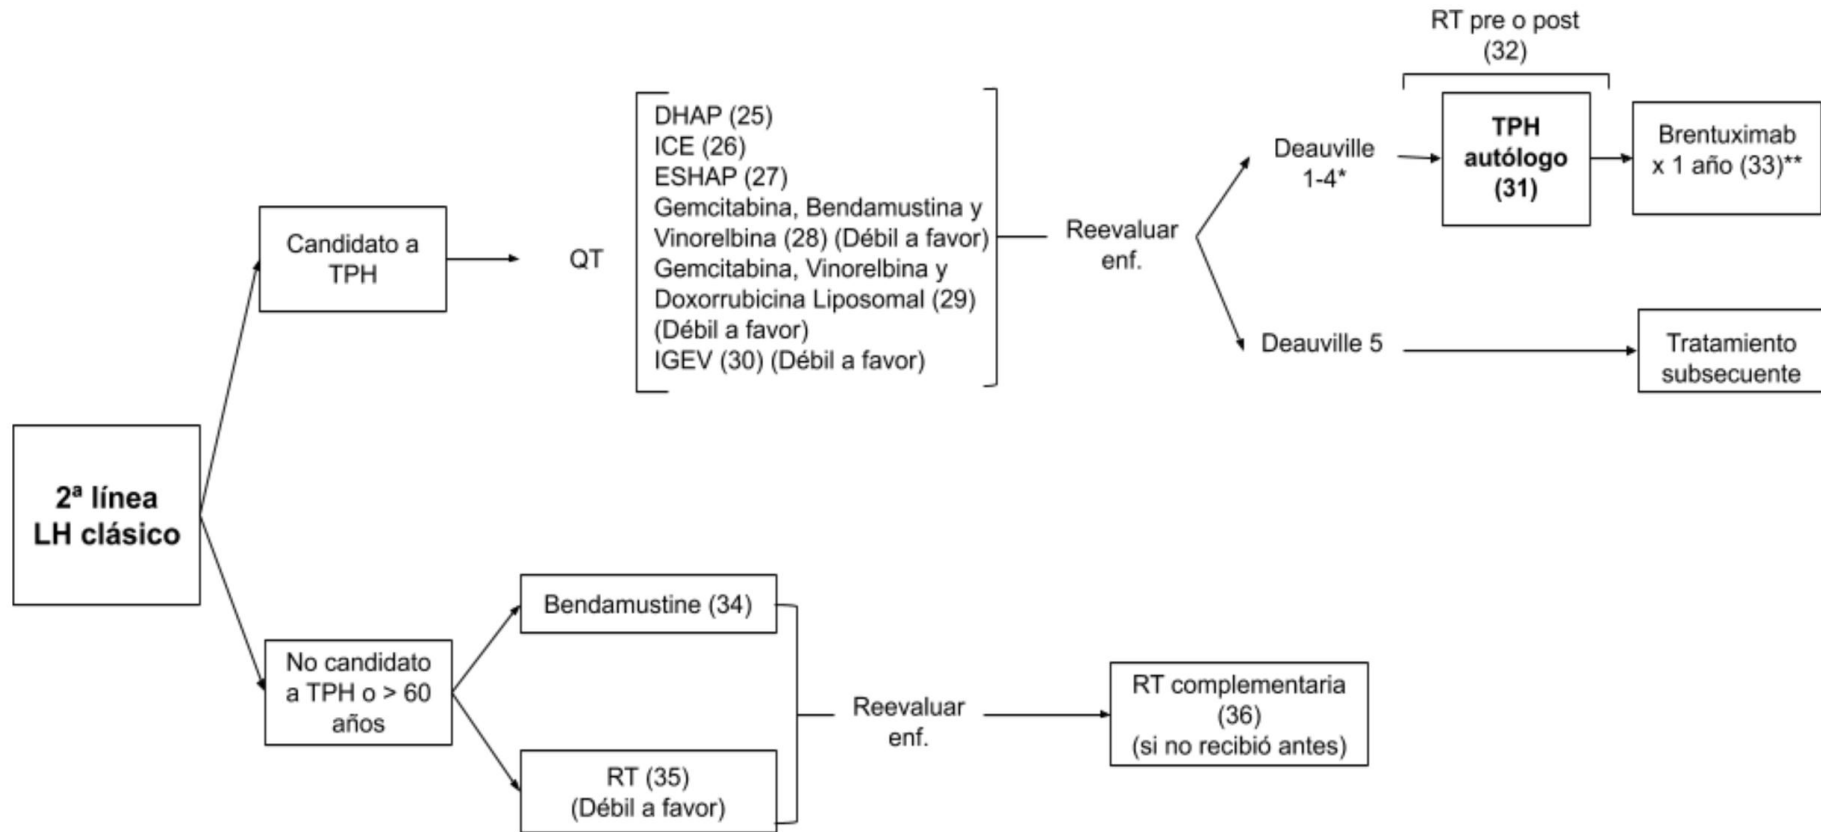 RT pre o post
(32)
DHAP (25)
ICE (26)
ESHAP (27)
Gemcitabina, Bendamustina y
Vinorelbina (28) (Débil a favor)
Gemcitabina, Vinorelbina y
Doxorrubicina Liposomal (29)
(Débil a favor)
IGEV (30) (Débil a favor)
Candidato a
TPH
QT
Reevaluar
enf.
Deauville
1-4*
TPH
autólogo
(31)
Brentuximab
x 1 año (33)**
Deauville 5
Tratamiento
subsecuente
2ª línea
LH clásico
No candidato
a TPH o > 60
años
Bendamustine (34)
RT (35)
(Débil a favor)
Reevaluar
enf.
RT complementaria
(36)
(si no recibió antes)